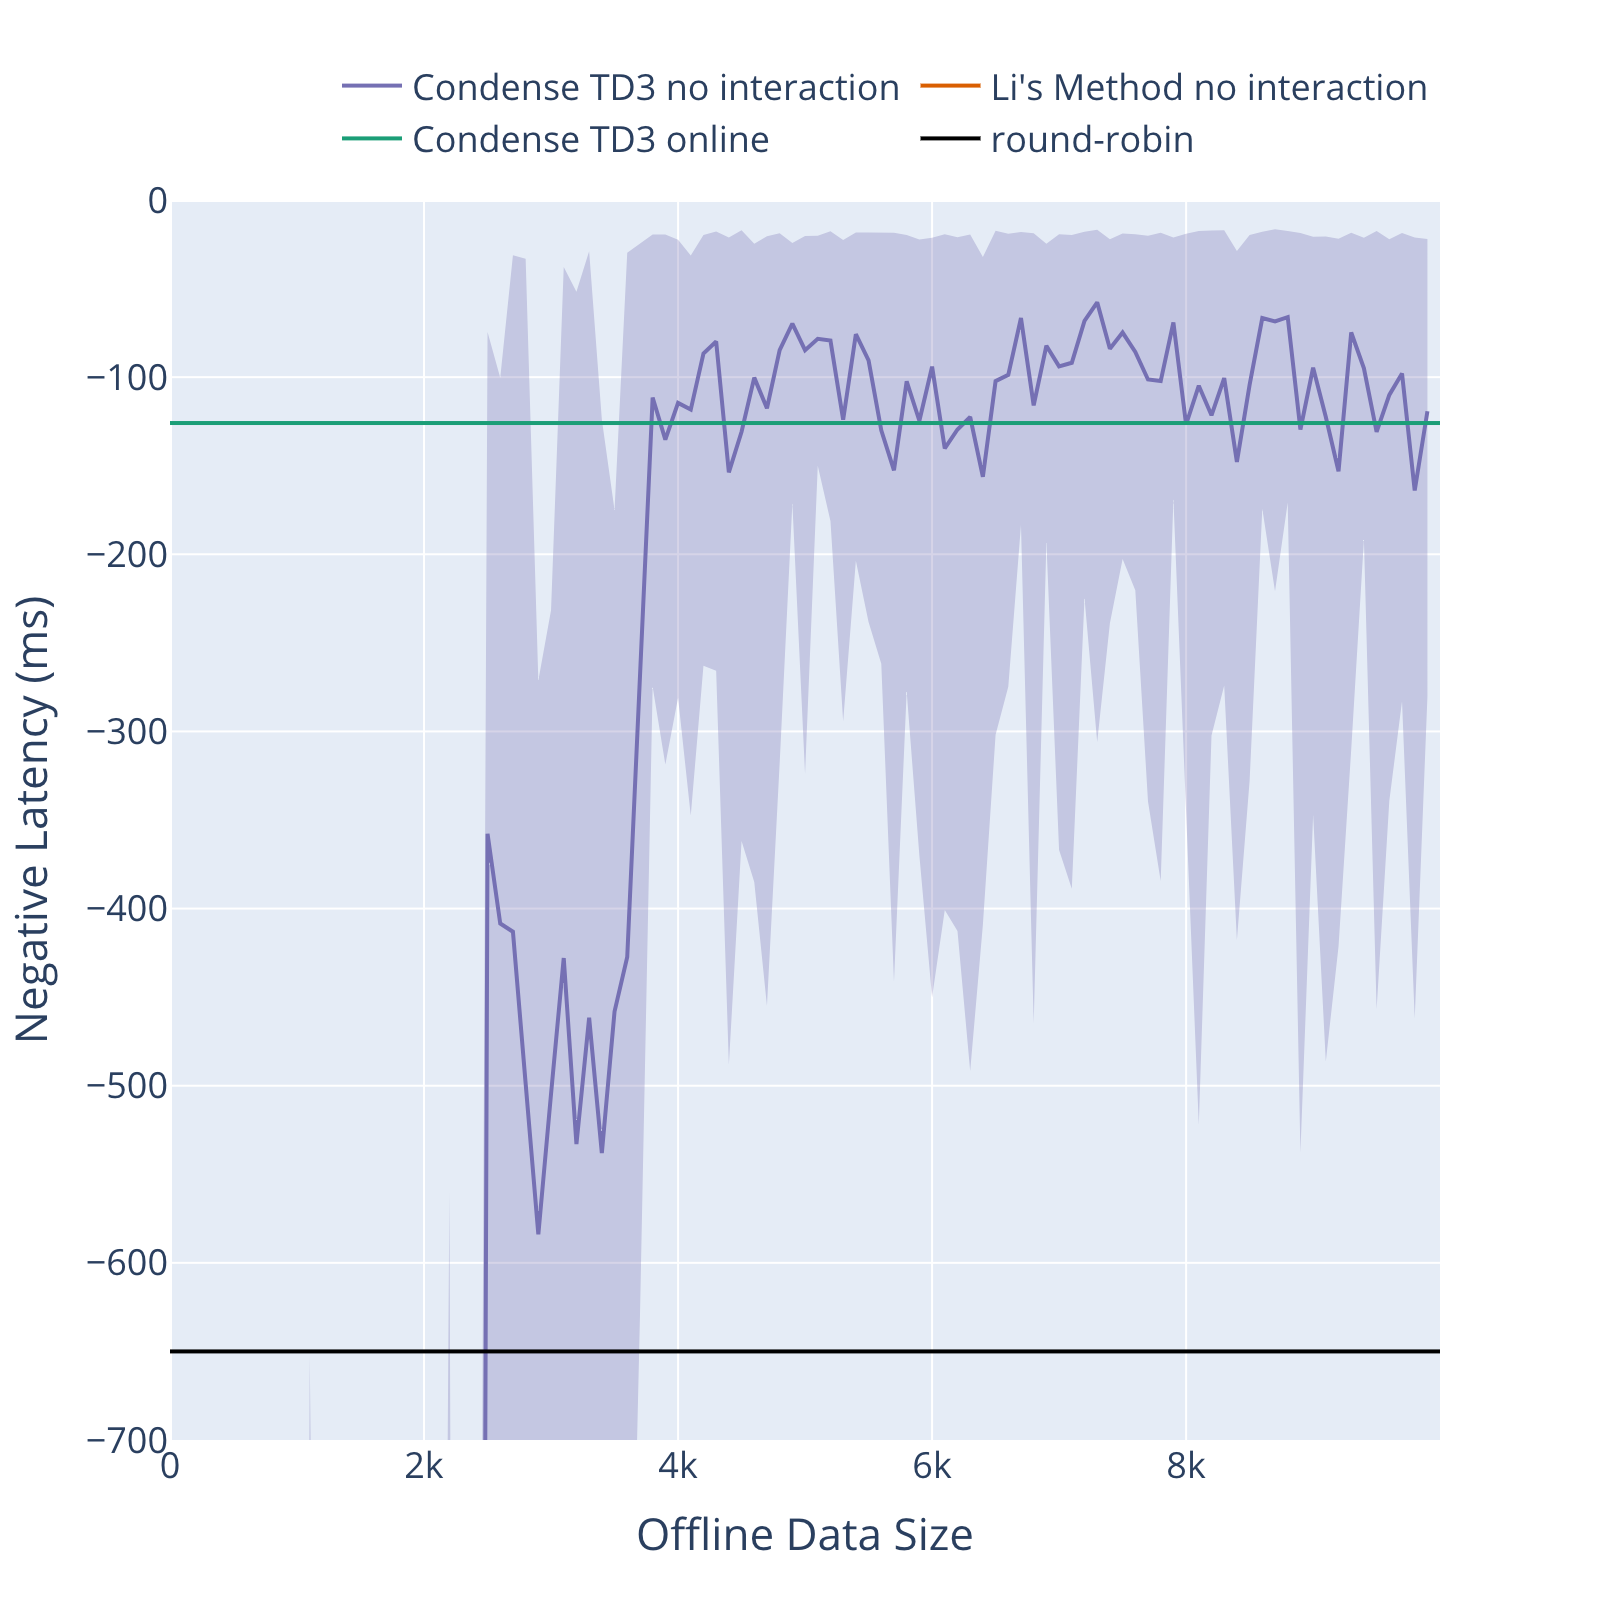 Condense TD3 no interaction
Li's Method no interaction
Condense TD3 online
round-robin
0
−100
−200
−300
−400
−500
−600
−700
Negative Latency (ms)
0
2k
4k
6k
8k
Offline Data Size